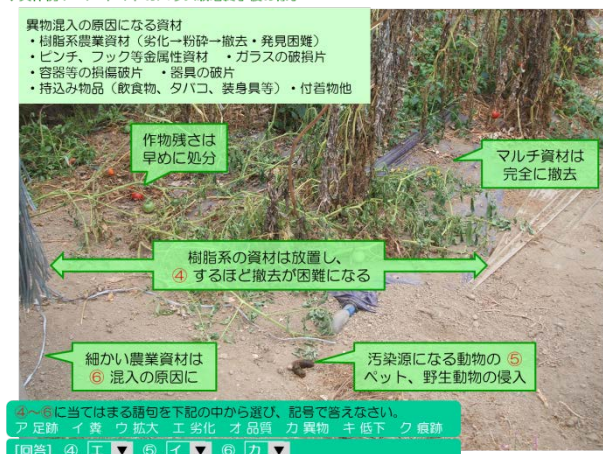 異物混入の原因になる資材
・樹脂系農業資材（劣化→粉砕→撤去・発見困難）
・ピンチ、フック等金属性資材　・ガラスの破損片
・容器等の損傷破片　・器具の破片
・持込み物品（飲食物、タバコ、装身具等）・付着物他
作物残さは
早めに処分
マルチ資材は
完全に撤去
樹脂系の資材は放置し、
④ するほど撤去が困難になる
細かい農業資材は
⑥ 混入の原因に
汚染源になる動物の ⑤
ペット、野生動物の侵入
④～⑥に当てはまる語句を下記の中から選び、記号で答えなさい。
ア 足跡　イ 糞　ウ 拡大　エ 劣化　オ 品質　カ 異物　キ 低下　ク 痕跡
[回答]　④ エ ▼　⑤ イ ▼　⑥ カ ▼